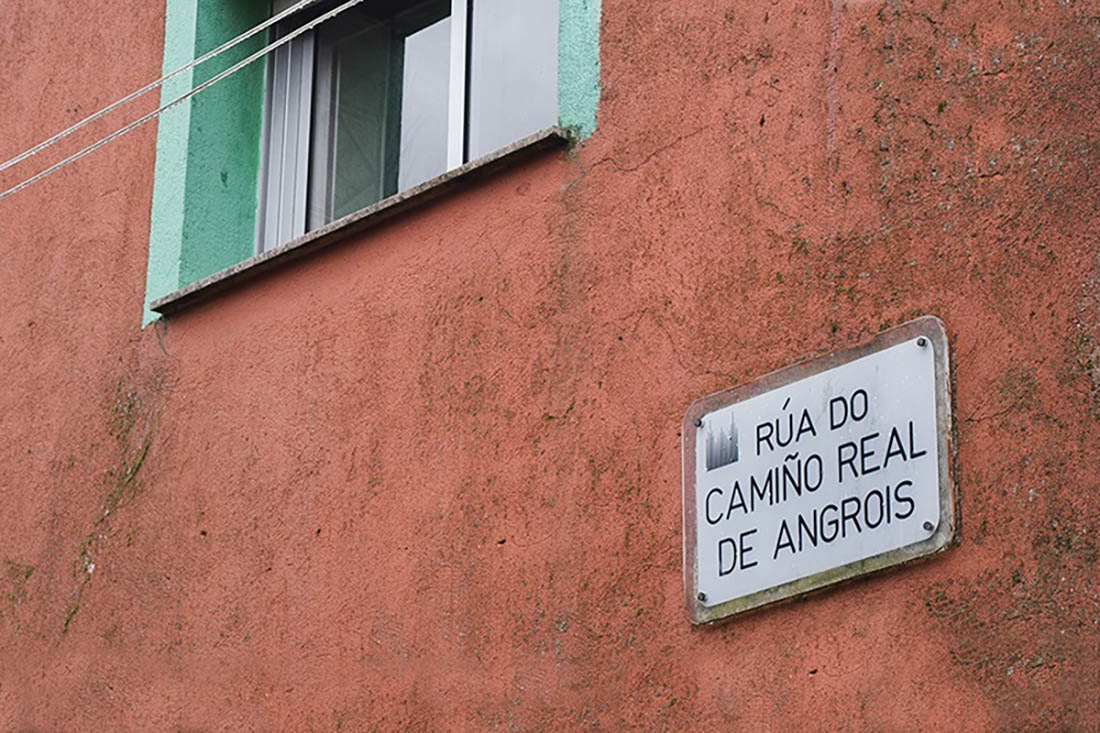 RÚA DO
CAMIÑO REAL
DE ANGROIS